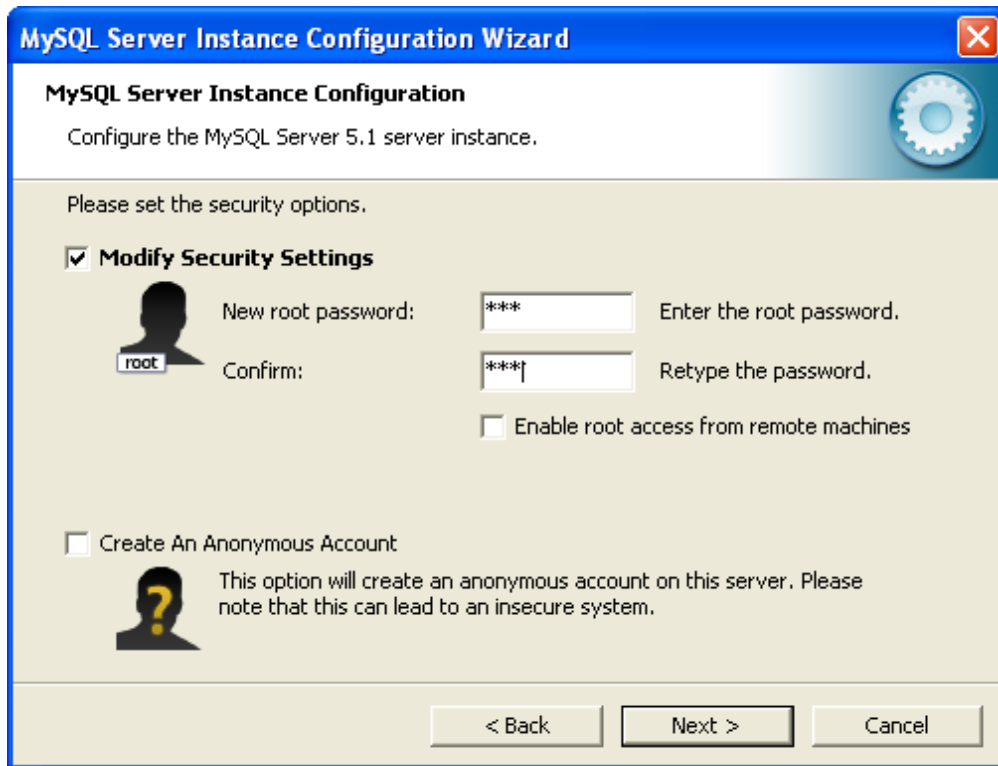 MySQL Server Instance Configuration Wizard
MySQL Server Instance Configuration
Configure the MySQL Server 5.1 server instance.
Please set the security options.
Modify Security Settings
New root password: *** Enter the root password.
root
Confirm: *** Retype the password.
Enable root access from remote machines
Create An Anonymous Account
This option will create an anonymous account on this server. Please
note that this can lead to an insecure system.
?
< Back Next > Cancel